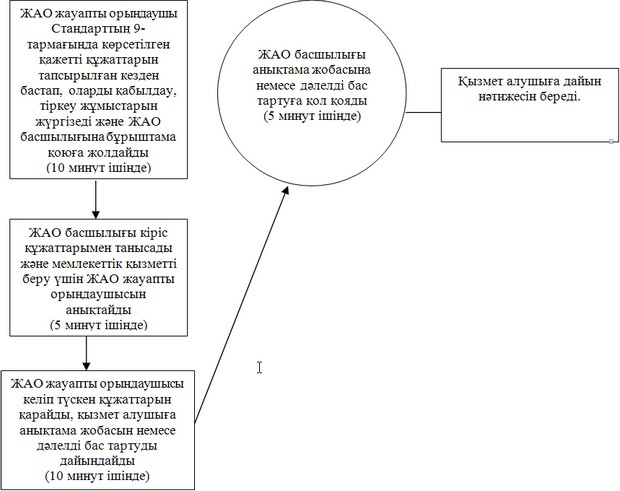 ЖАО жауапты орындаушы
Стандарттың 9-
тармағында көрсетілген
қажетті құжаттарын
тапсырылған кезден
бастап, оларды қабылдау,
тіркеу жұмыстарын
жүргізеді және ЖАО
басшылығына бұрыштама
қоюға жолдайды
(10 минут ішінде)
ЖАО басшылығы кіріс
құжаттарымен танысады
және мемлекеттік қызметті
беру үшін ЖАО жауапты
орындаушысын
анықтайды
(5 минут ішінде)
ЖАО жауапты орындаушысы
келіп түскен құжаттарын
қарайды, қызмет алушыға
анықтама жобасын немесе
дәлелді бас тартуды
дайындайды
(10 минут ішінде)
ЖАО басшылығы
анықтама жобасына
немесе дәлелді бас
тартуға қол қояды
(5 минут ішінде)
Қызмет алушыға дайын
нәтижесін береді.